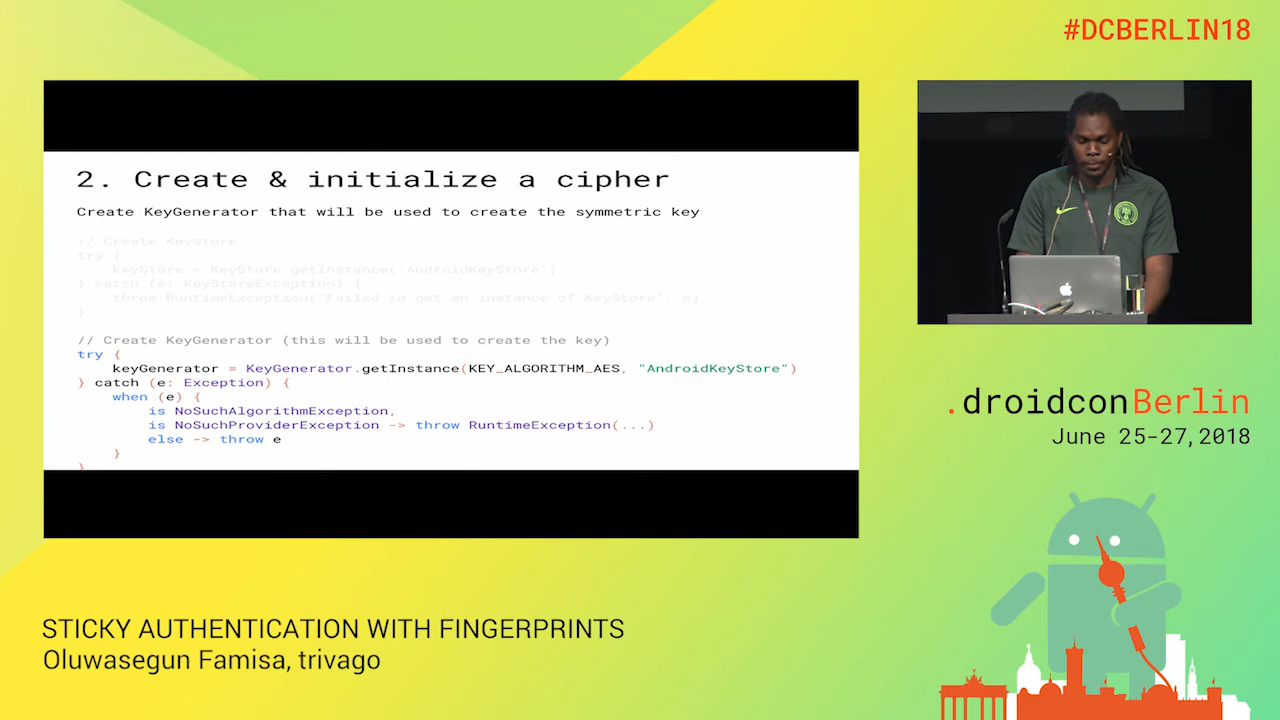 #DCBERLIN18
2. Create & initialize a cipher
Create KeyGenerator that will be used to create the symmetric key
// Create Keystore
try {
keyStore = KeyStore.getInstance("AndroidKeyStore")
} catch (e: KeyStoreException) {
throw RuntimeException("Failed to get an instance of KeyStore", e)
}
// Create KeyGenerator (this will be used to create the key)
try {
keyGenerator = KeyGenerator.getInstance(KEY_ALGORITHM_AES, "AndroidKeyStore")
} catch (e: Exception) {
when (e) {
is NoSuchAlgorithmException,
is NoSuchProviderException -> throw RuntimeException(...)
else -> throw e
}
}
.droidconBerlin
June 25-27, 2018
STICKY AUTHENTICATION WITH FINGERPRINTS
Oluwasegun Famisa, trivago